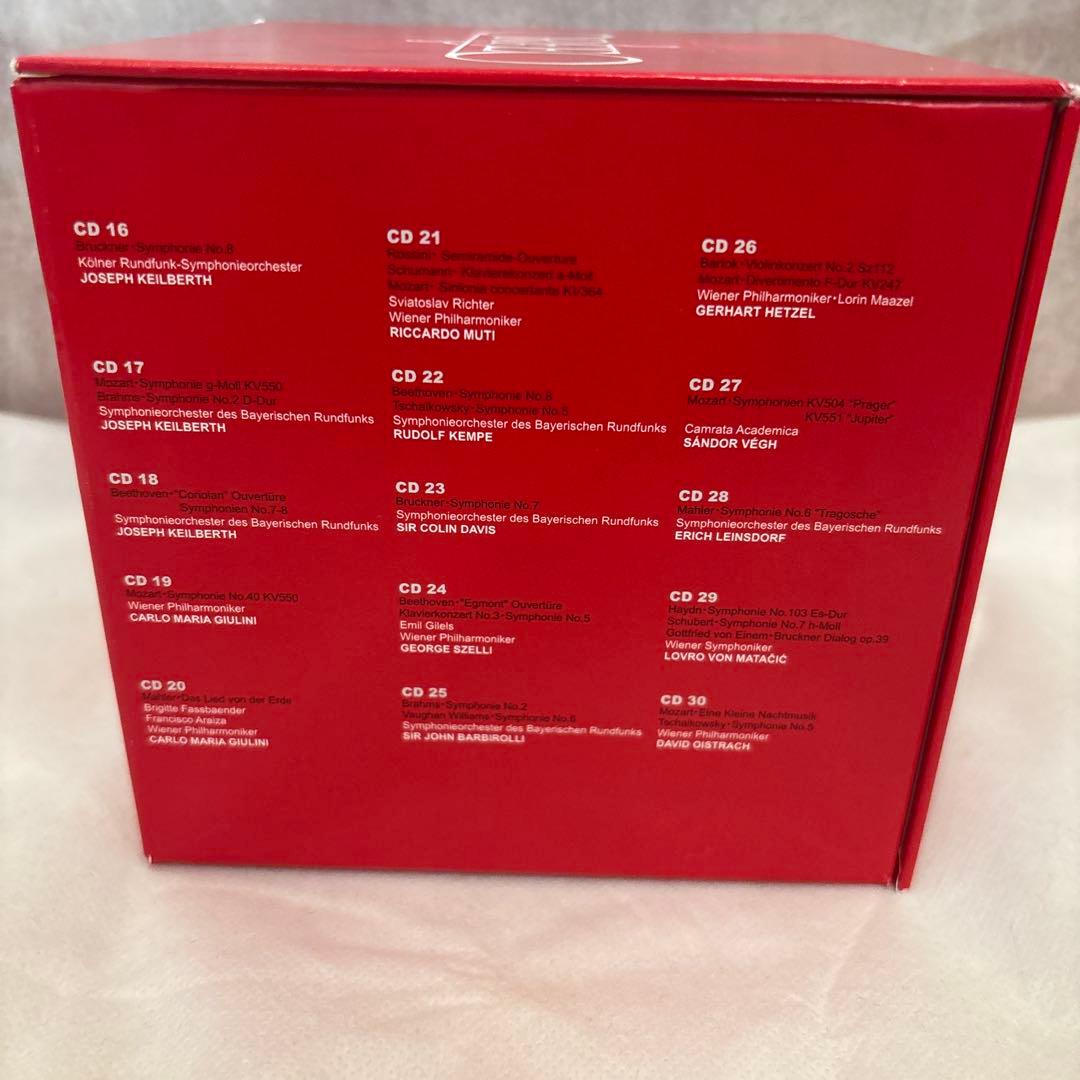 CD 16
Bruckner•Symphonie No.8
Kölner Rundfunk-Symphonieorchester
JOSEPH KEILBERTH
CD 17
Mozart•Symphonie g-Moll KV550
Brahms•Symphonie No.2 D-Dur
Symphonieorchester des Bayerischen Rundfunks
JOSEPH KEILBERTH
CD 18
Beethoven•"Coriolan" Ouvertüre
Symphonien No.7-8
Symphonieorchester des Bayerischen Rundfunks
JOSEPH KEILBERTH
CD 19
Mozart•Symphonie No.40 KV550
Wiener Philharmoniker
CARLO MARIA GIULINI
CD 20
Mahler•Das Lied von der Erde
Brigitte Fassbaender
Francisco Araiza
Wiener Philharmoniker
CARLO MARIA GIULINI
CD 21
Rossini• Semiramide-Ouverture
Schumann• Klavierekonzert a-Moll
Mozart• Sinfonie concertante KV364
Sviatoslav Richter
Wiener Philharmoniker
RICCARDO MUTI
CD 22
Beethoven•Symphonie No.8
Tschaikowsky•Symphonie No.5
Symphonieorchester des Bayerischen Rundfunks
RUDOLF KEMPE
CD 23
Bruckner•Symphonie No.7
Symphonieorchester des Bayerischen Rundfunks
SIR COLIN DAVIS
CD 24
Beethoven•"Egmont" Ouvertüre
Klavierkonzert No.3•Symphonie No.5
Emil Gilels
Wiener Philharmoniker
GEORGE SZELLI
CD 25
Brahms•Symphonie No.2
Vaughan Williams•Symphonie No.6
Symphonieorchester des Bayerischen Rundfunks
SIR JOHN BARBIROLLI
CD 26
Bartok•Violinkonzert No.2 Sz112
Mozart•Divertimento F-Dur KV247
Wiener Philharmoniker•Lorin Maazel
GERHART HETZEL
CD 27
Mozart•Symphonien KV504 "Prager"
KV551 "Jupiter"
Camrata Academica
SÁNDOR VÉGH
CD 28
Mahler•Symphonie No.6 "Tragosche"
Symphonieorchester des Bayerischen Rundfunks
ERICH LEINSDORF
CD 29
Haydn•Symphonie No.103 Es-Dur
Schubert•Symphonie No.7 h-Moll
Gottfried von Einem•Bruckner Dialog op.39
Wiener Symphoniker
LOVRO VON MATAČIĆ
CD 30
Mozart•Eine Kleine Nachtmusik
Tschaikowsky•Symphonie No.5
Wiener Philharmoniker
DAVID OISTRACH